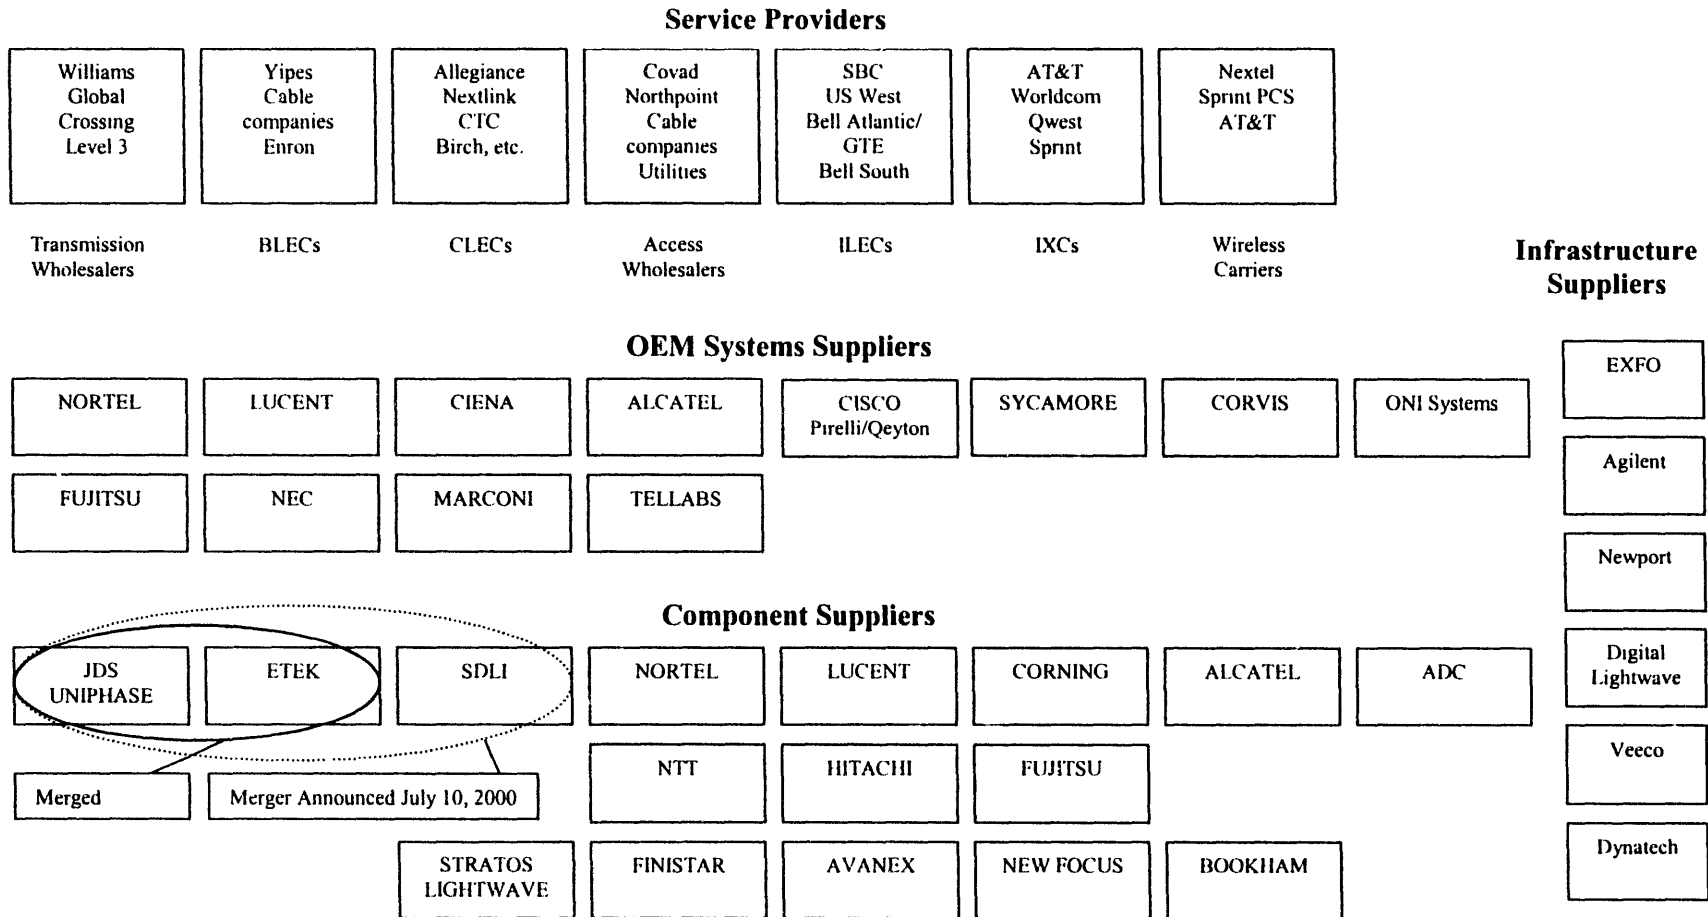 Service Providers
Williams
Global
Crossing
Level 3
Yipes
Cable
companies
Enron
Allegiance
Nextlink
CTC
Birch, etc.
Covad
Northpoint
Cable
companies
Utilities
SBC
US West
Bell Atlantic/
GTE
Bell South
AT&T
Worldcom
Qwest
Sprint
Nextel
Sprint PCS
AT&T
Transmission
Wholesalers
BLECs
CLECs
Access
Wholesalers
ILECs
IXCs
Wireless
Carriers
Infrastructure
Suppliers
OEM Systems Suppliers
NORTEL
LUCENT
CIENA
ALCATEL
CISCO
Pirelli/Qeyton
SYCAMORE
CORVIS
ONI Systems
FUJITSU
NEC
MARCONI
TELLABS
EXFO
Agilent
Newport
Digital
Lightwave
Veeco
Dynatech
Component Suppliers
JDS
UNIPHASE
ETEK
SDLI
NORTEL
LUCENT
CORNING
ALCATEL
ADC
NTT
HITACHI
FUJITSU
Merged
Merger Announced July 10, 2000
STRATOS
LIGHTWAVE
FINISTAR
AVANEX
NEW FOCUS
BOOKHAM